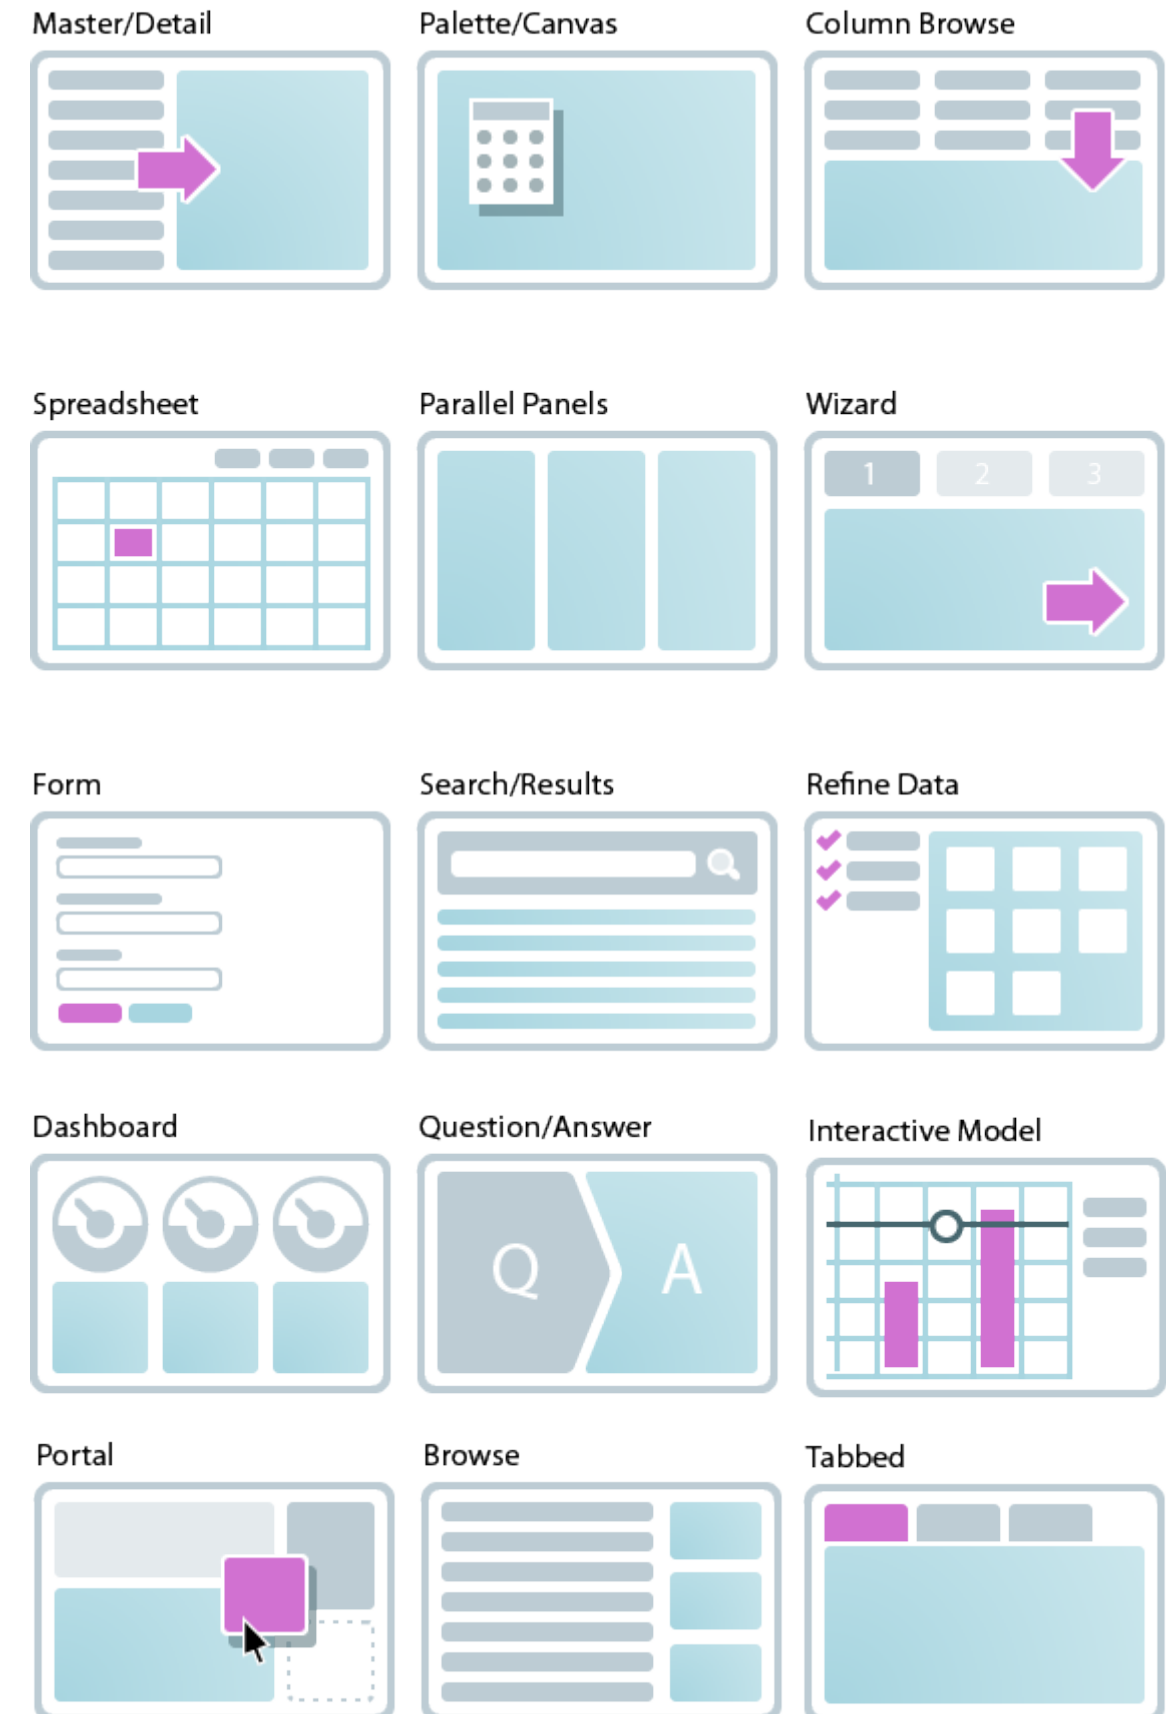 Master/Detail
Palette/Canvas
Column Browse
Spreadsheet
Parallel Panels
Wizard
1
2
3
Form
Search/Results
Refine Data
Dashboard
Question/Answer
Interactive Model
Q
A
Portal
Browse
Tabbed